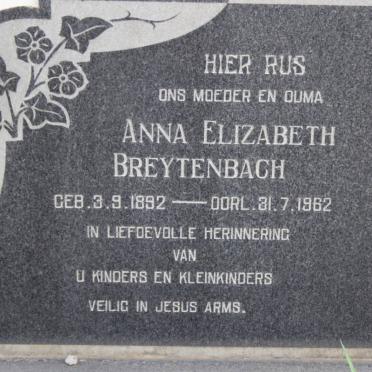 HIER RUS
ONS MOEDER EN OUMA
ANNA ELIZABETH
BREYTENBACH
GEB.3.9.1892 — OORL.31.7.1962
IN LIEFDEVOLLE HERINNERING
VAN
U KINDERS EN KLEINKINDERS
VEILIG IN JESUS ARMS.